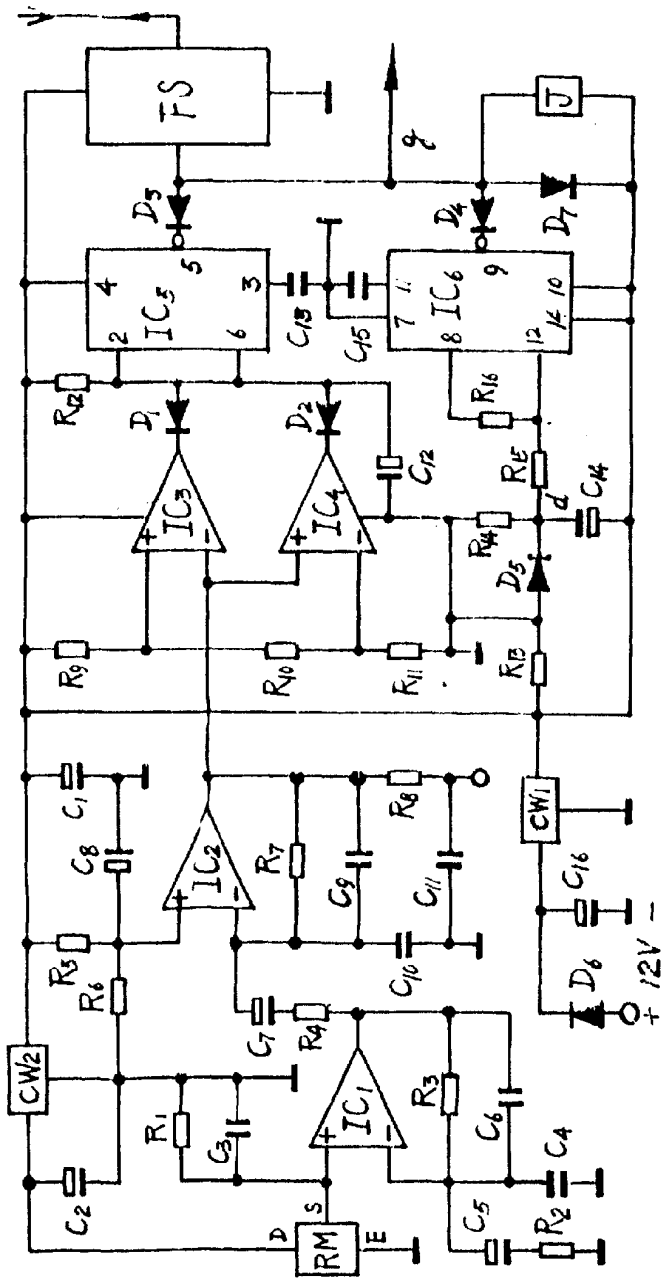 FS
J
g
D3
D4
D7
4
2
IC5
5
6
3
C13
C15
7
1
IC6
8
9
12
14
10
R12
D1
D2
IC3
+
-
IC4
+
-
C12
R16
R15
R14
d
C14
D5
R9
R10
R11
R13
C1
C8
IC2
+
-
R7
C9
R8
C11
C10
CW1
C16
D6
+ 12V -
R5
R6
C7
R4
CW2
R1
C3
IC1
+
-
R3
C6
C2
D
S
RM
E
C5
R2
C4